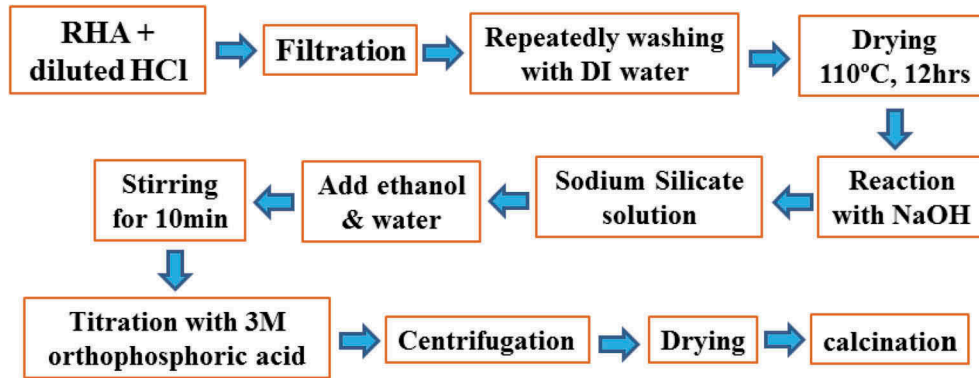 RHA +
diluted HCl
Filtration
Repeatedly washing
with DI water
Drying
110ºC, 12hrs
Reaction
with NaOH
Sodium Silicate
solution
Add ethanol
& water
Stirring
for 10min
Titration with 3M
orthophosphoric acid
Centrifugation
Drying
calcination